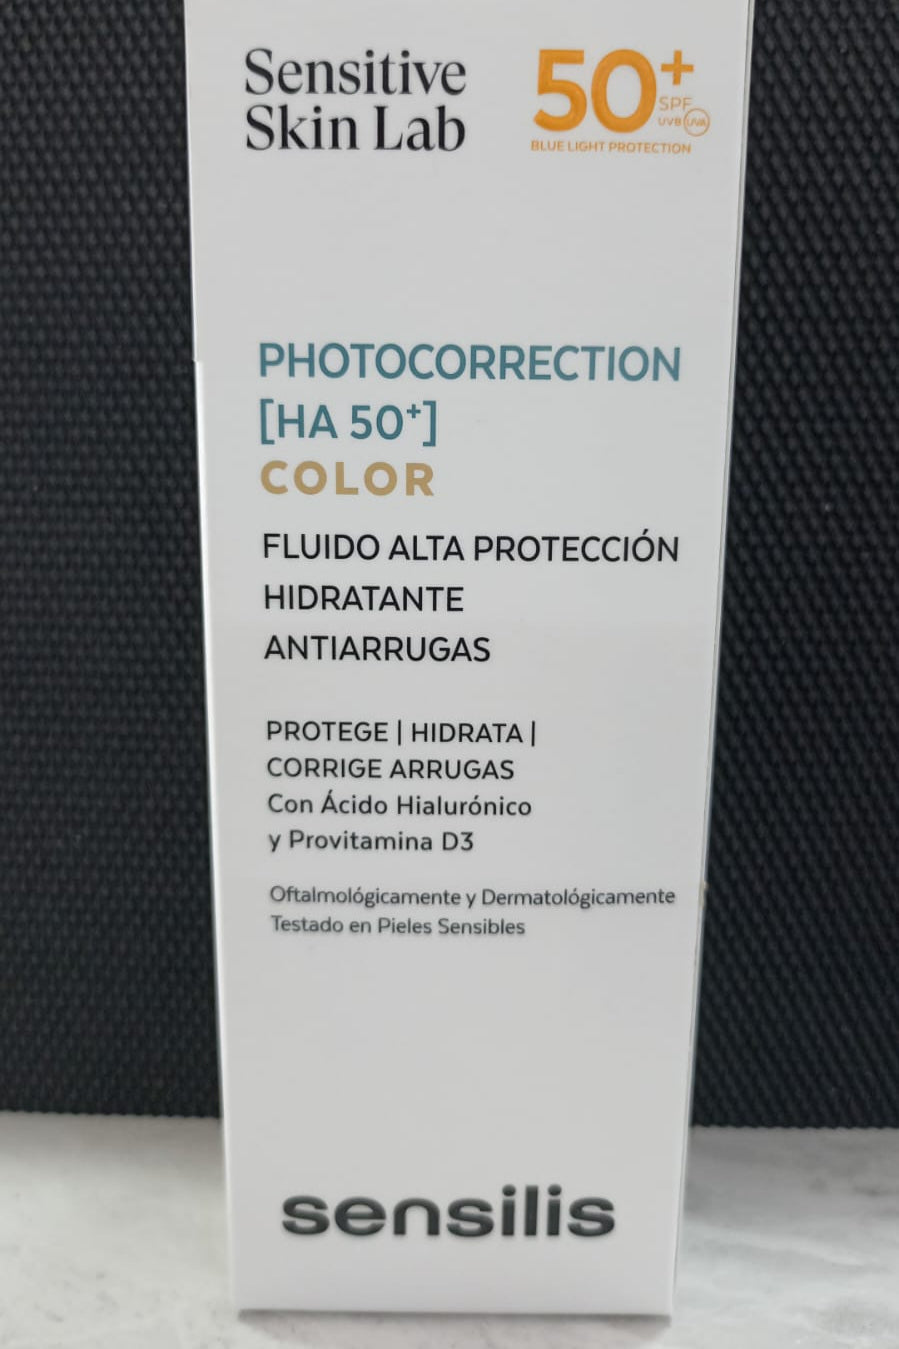 Sensitive
Skin Lab
50+
SPF
UVB UVA
BLUE LIGHT PROTECTION
PHOTOCORRECTION
[HA 50+]
COLOR
FLUIDO ALTA PROTECCIÓN
HIDRATANTE
ANTIARRUGAS
PROTEGE | HIDRATA |
CORRIGE ARRUGAS
Con Ácido Hialurónico
y Provitamina D3
Oftalmológicamente y Dermatológicamente
Testado en Pieles Sensibles
sensilis